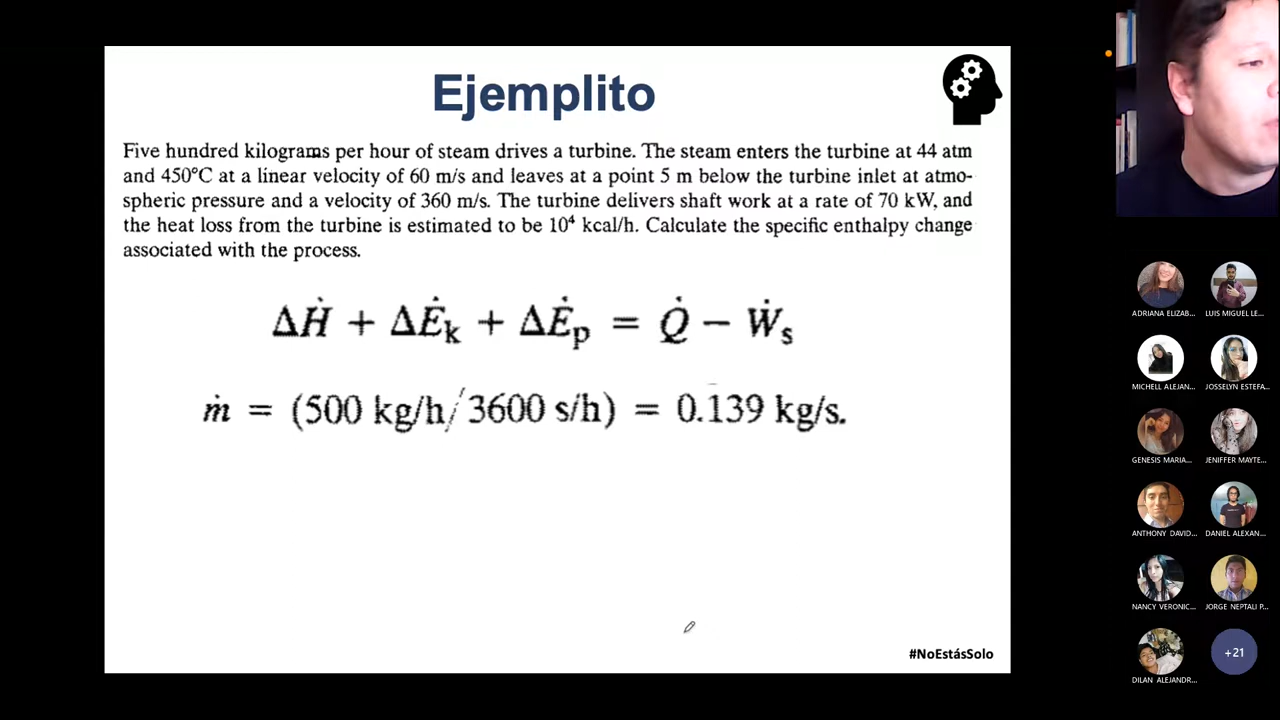 Ejemplito
Five hundred kilograms per hour of steam drives a turbine. The steam enters the turbine at 44 atm
and 450°C at a linear velocity of 60 m/s and leaves at a point 5 m below the turbine inlet at atmo-
spheric pressure and a velocity of 360 m/s. The turbine delivers shaft work at a rate of 70 kW, and
the heat loss from the turbine is estimated to be 10⁴ kcal/h. Calculate the specific enthalpy change
associated with the process.
ΔḢ + ΔĖₖ + ΔĖₚ = Q̇ − Ẇₛ
ṁ = (500 kg/h/3600 s/h) = 0.139 kg/s.
#NoEstásSolo
ADRIANA ELIZAB...
LUIS MIGUEL LE...
MICHELL ALEJAN...
JOSSELYN ESTEFA...
GENESIS MARIA...
JENIFFER MAYTE...
ANTHONY DAVID...
DANIEL ALEXAN...
NANCY VERONIC...
JORGE NEPTALI P...
DILAN ALEJANDR...
+21